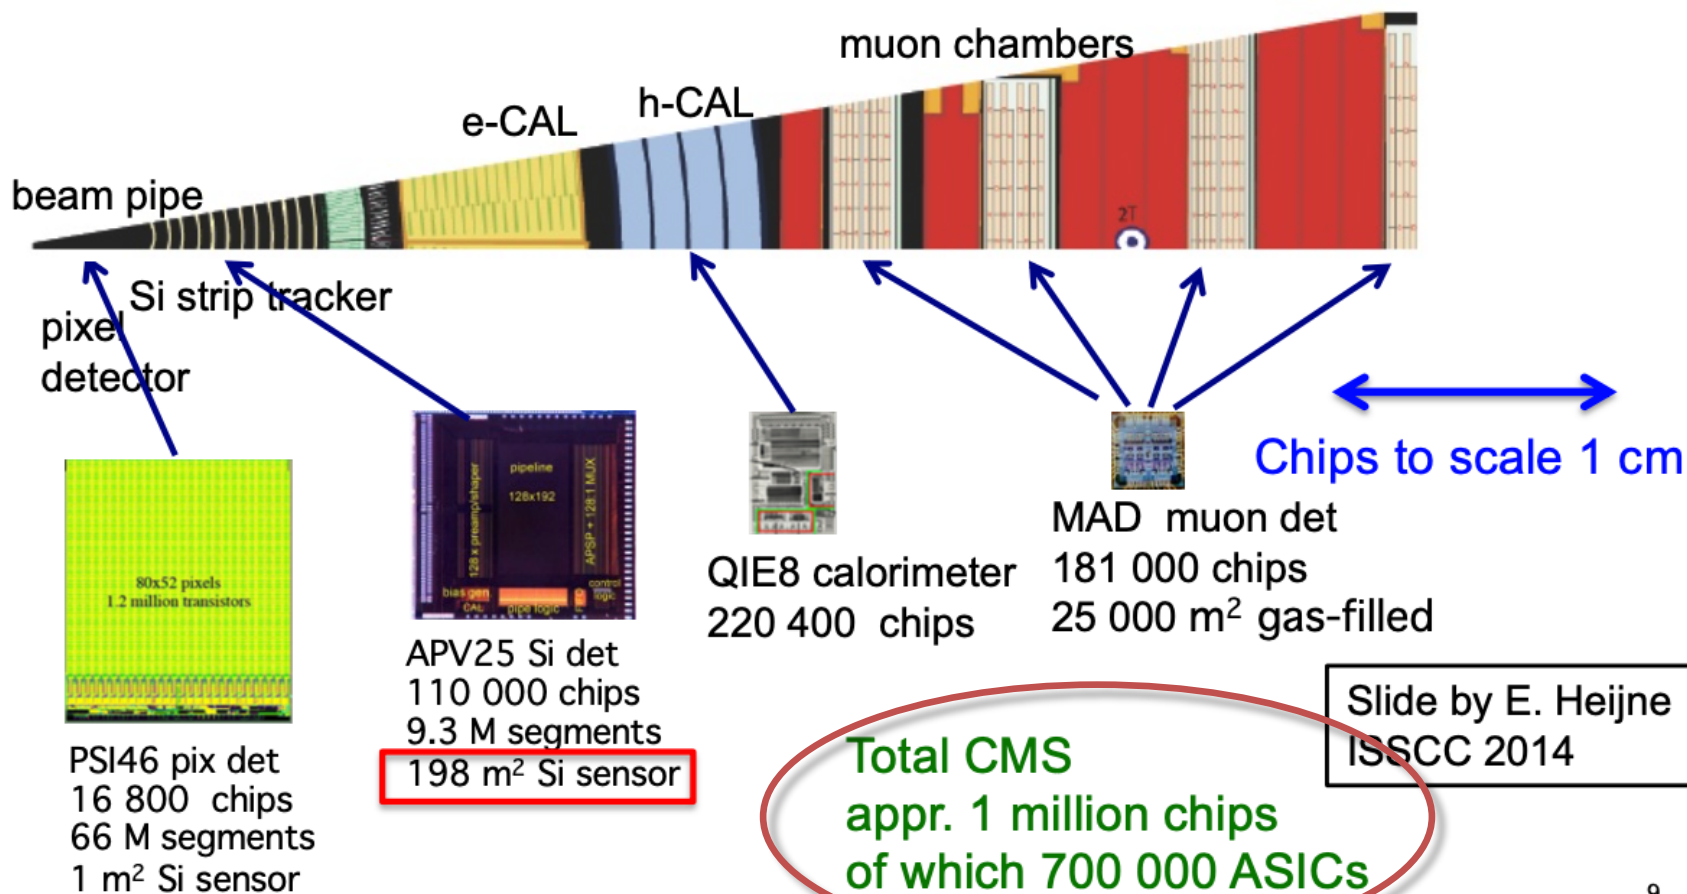 muon chambers
h-CAL
e-CAL
beam pipe
2T
Si strip tracker
pixel
detector
Chips to scale 1 cm
80x52 pixels
1.2 million transistors
128 x preamp/shaper
pipeline
128x192
APSP + 128:1 MUX
bias gen
CAL
pipe logic
control
logic
PSI46 pix det
16 800 chips
66 M segments
1 m² Si sensor
APV25 Si det
110 000 chips
9.3 M segments
198 m² Si sensor
QIE8 calorimeter
220 400 chips
MAD muon det
181 000 chips
25 000 m² gas-filled
Slide by E. Heijne
ISSCC 2014
Total CMS
appr. 1 million chips
of which 700 000 ASICs
9